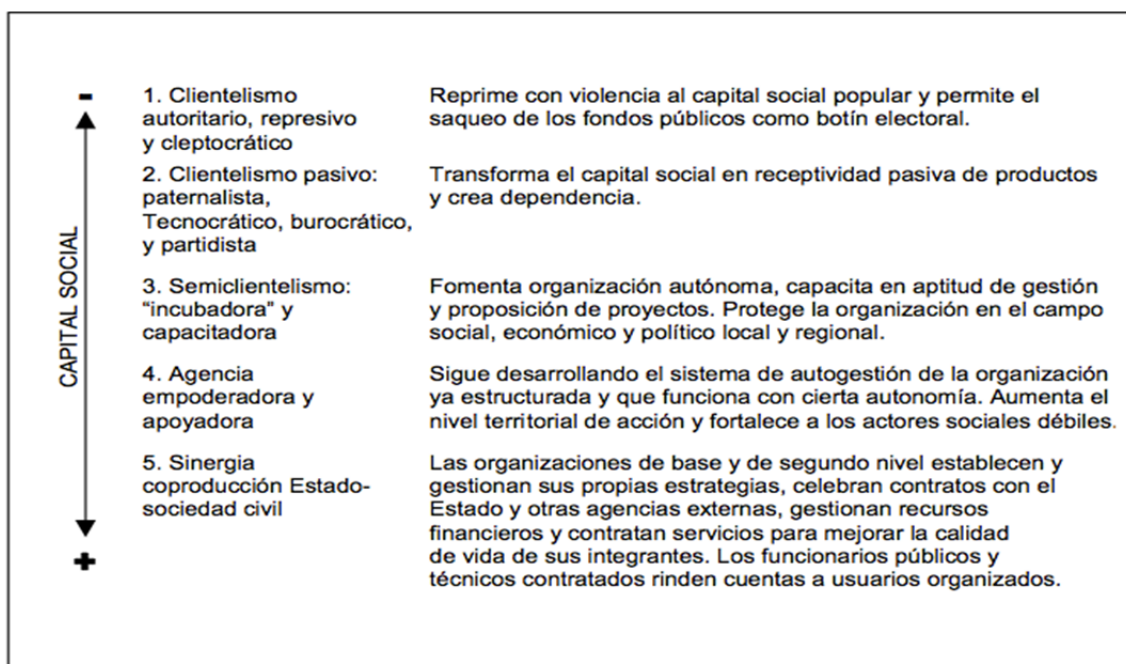 -
CAPITAL SOCIAL
+
1. Clientelismo
autoritario, represivo
y cleptocrático
Reprime con violencia al capital social popular y permite el
saqueo de los fondos públicos como botín electoral.
2. Clientelismo pasivo:
paternalista,
Tecnocrático, burocrático,
y partidista
Transforma el capital social en receptividad pasiva de productos
y crea dependencia.
3. Semiclientelismo:
“incubadora" y
capacitadora
Fomenta organización autónoma, capacita en aptitud de gestión
y proposición de proyectos. Protege la organización en el campo
social, económico y político local y regional.
4. Agencia
empoderadora y
apoyadora
Sigue desarrollando el sistema de autogestión de la organización
ya estructurada y que funciona con cierta autonomía. Aumenta el
nivel territorial de acción y fortalece a los actores sociales débiles.
5. Sinergia
coproducción Estado-
sociedad civil
Las organizaciones de base y de segundo nivel establecen y
gestionan sus propias estrategias, celebran contratos con el
Estado y otras agencias externas, gestionan recursos
financieros y contratan servicios para mejorar la calidad
de vida de sus integrantes. Los funcionarios públicos y
técnicos contratados rinden cuentas a usuarios organizados.